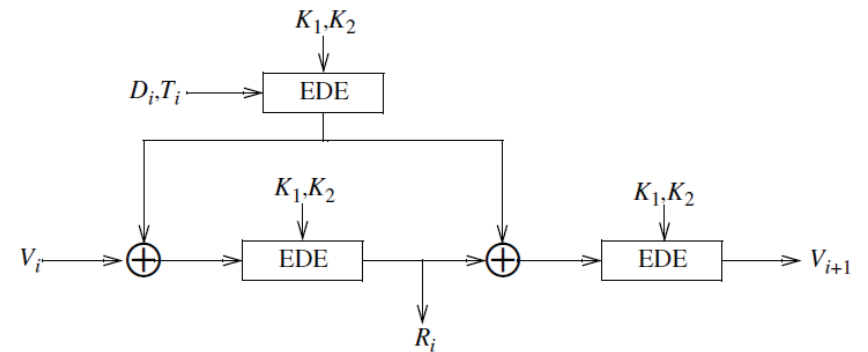 K1,K2
Di,Ti
EDE
K1,K2
K1,K2
Vi
EDE
EDE
Vi+1
Ri